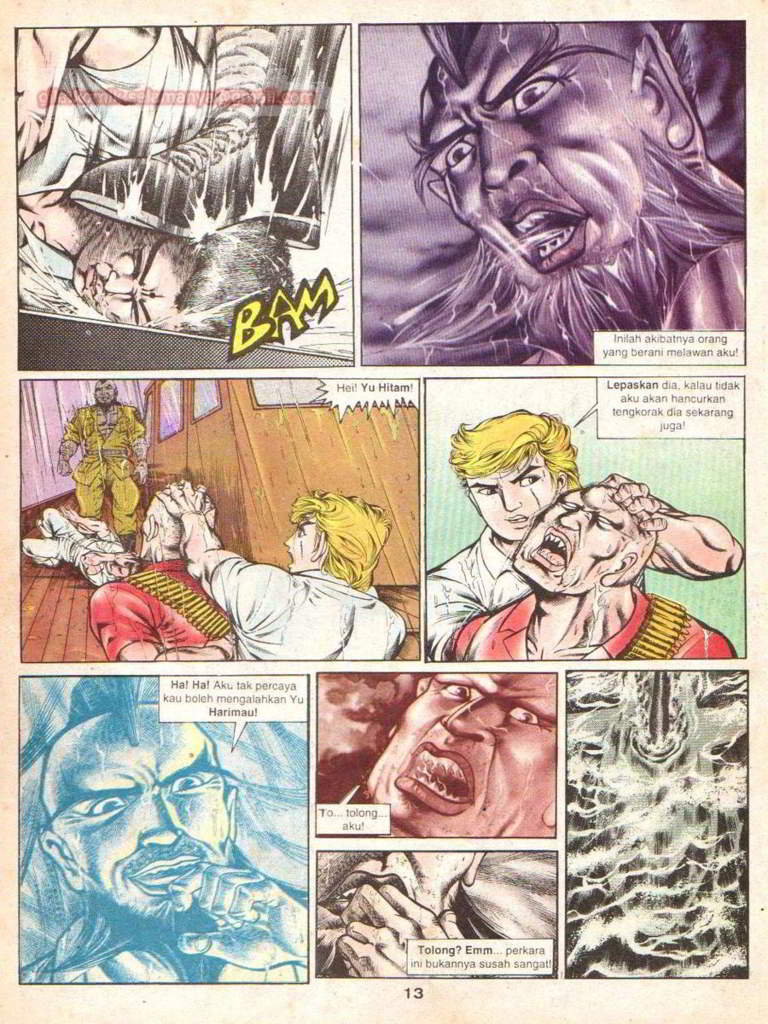 BAM
Inilah akibatnya orang
yang berani melawan aku!
Hei! Yu Hitam!
Lepaskan dia, kalau tidak
aku akan hancurkan
tengkorak dia sekarang
juga!
Ha! Ha! Aku tak percaya
kau boleh mengalahkan Yu
Harimau!
To... tolong...
aku!
Tolong? Emm... perkara
ini bukannya susah sangat!
13